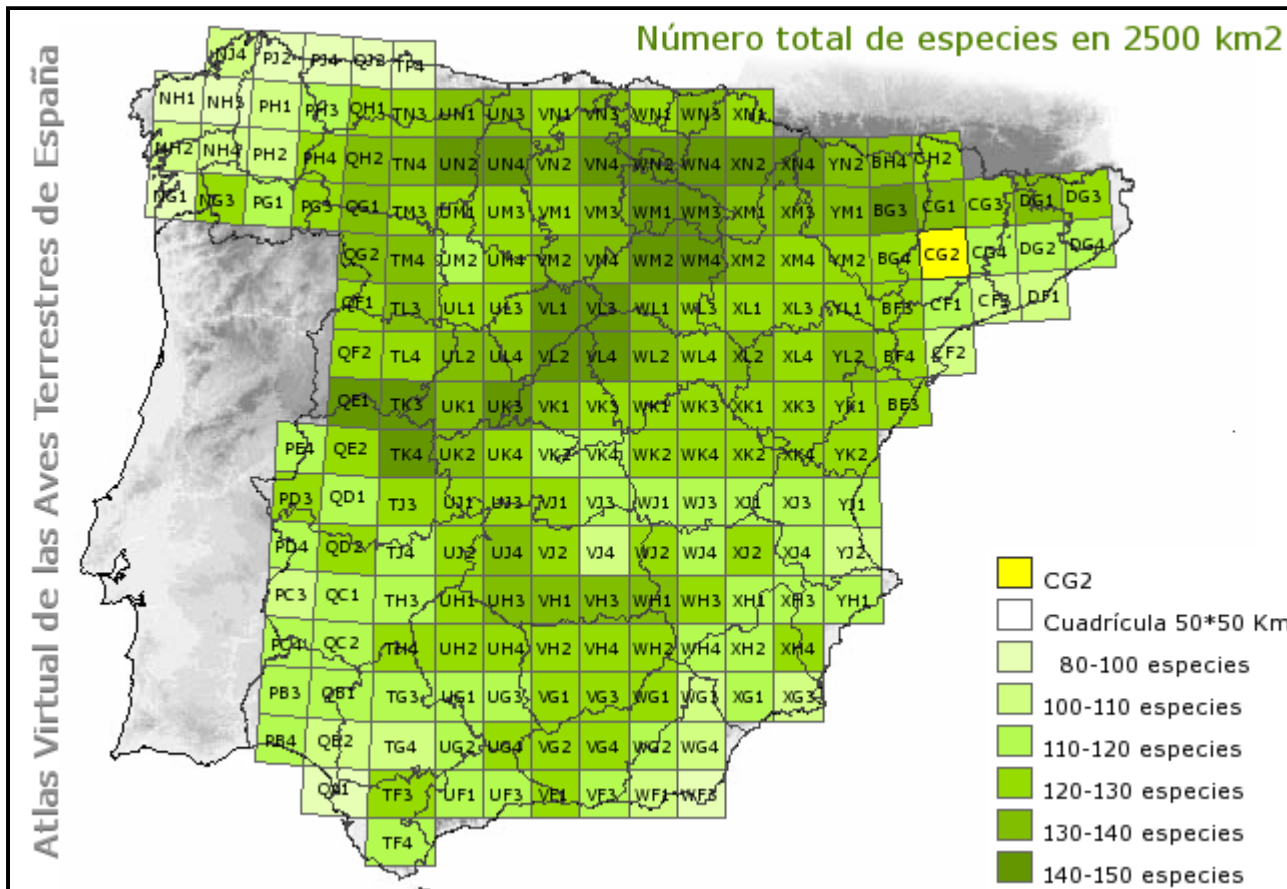 Número total de especies en 2500 km2
Atlas Virtual de las Aves Terrestres de España
NJ4 PJ2 PJ4 QJ2 TP4
NH1 NH3 PH1 PH3 QH1 TN3 UN1 UN3 VN1 VN3 WN1 WN3 XN1
NH2 NH4 PH2 PH4 QH2 TN4 UN2 UN4 VN2 VN4 WN2 WN4 XN2 XN4 YN2 BH4 CH2
NG1 NG3 PG1 PG3 QG1 TM3 UM1 UM3 VM1 VM3 WM1 WM3 XM1 XM3 YM1 BG3 CG1 CG3 DG1 DG3
QG2 TM4 UM2 UM4 VM2 VN4 WM2 WM4 XM2 XM4 YM2 BG4 CG2 CG4 DG2 DG4
QF1 TL3 UL1 UL3 VL1 VL3 WL1 WL3 XL1 XL3 YL1 BF3 CF1 CF3 DF1
QF2 TL4 UL2 UL4 VL2 VL4 WL2 WL4 XL2 XL4 YL2 BF4 CF2
QE1 TK3 UK1 UK3 VK1 VK3 WK1 WK3 XK1 XK3 YK1 BE3
PE4 QE2 TK4 UK2 UK4 VK2 VK4 WK2 WK4 XK2 XK4 YK2
PD3 QD1 TJ3 UJ1 UJ3 VJ1 VJ3 WJ1 WJ3 XJ1 XJ3 YJ1
PD4 QD2 TJ4 UJ2 UJ4 VJ2 VJ4 WJ2 WJ4 XJ2 XJ4 YJ2
PC3 QC1 TH3 UH1 UH3 VH1 VH3 WH1 WH3 XH1 XH3 YH1
PC4 QC2 TH4 UH2 UH4 VH2 VH4 WH2 WH4 XH2 XH4
PB3 QB1 TG3 UG1 UG3 VG1 VG3 WG1 WG3 XG1 XG3
PB4 QB2 TG4 UG2 UG4 VG2 VG4 WG2 WG4
QA1 TF3 UF1 UF3 VF1 VF3 WF1 WF3
TF4
CG2
Cuadrícula 50*50 Km
80-100 especies
100-110 especies
110-120 especies
120-130 especies
130-140 especies
140-150 especies